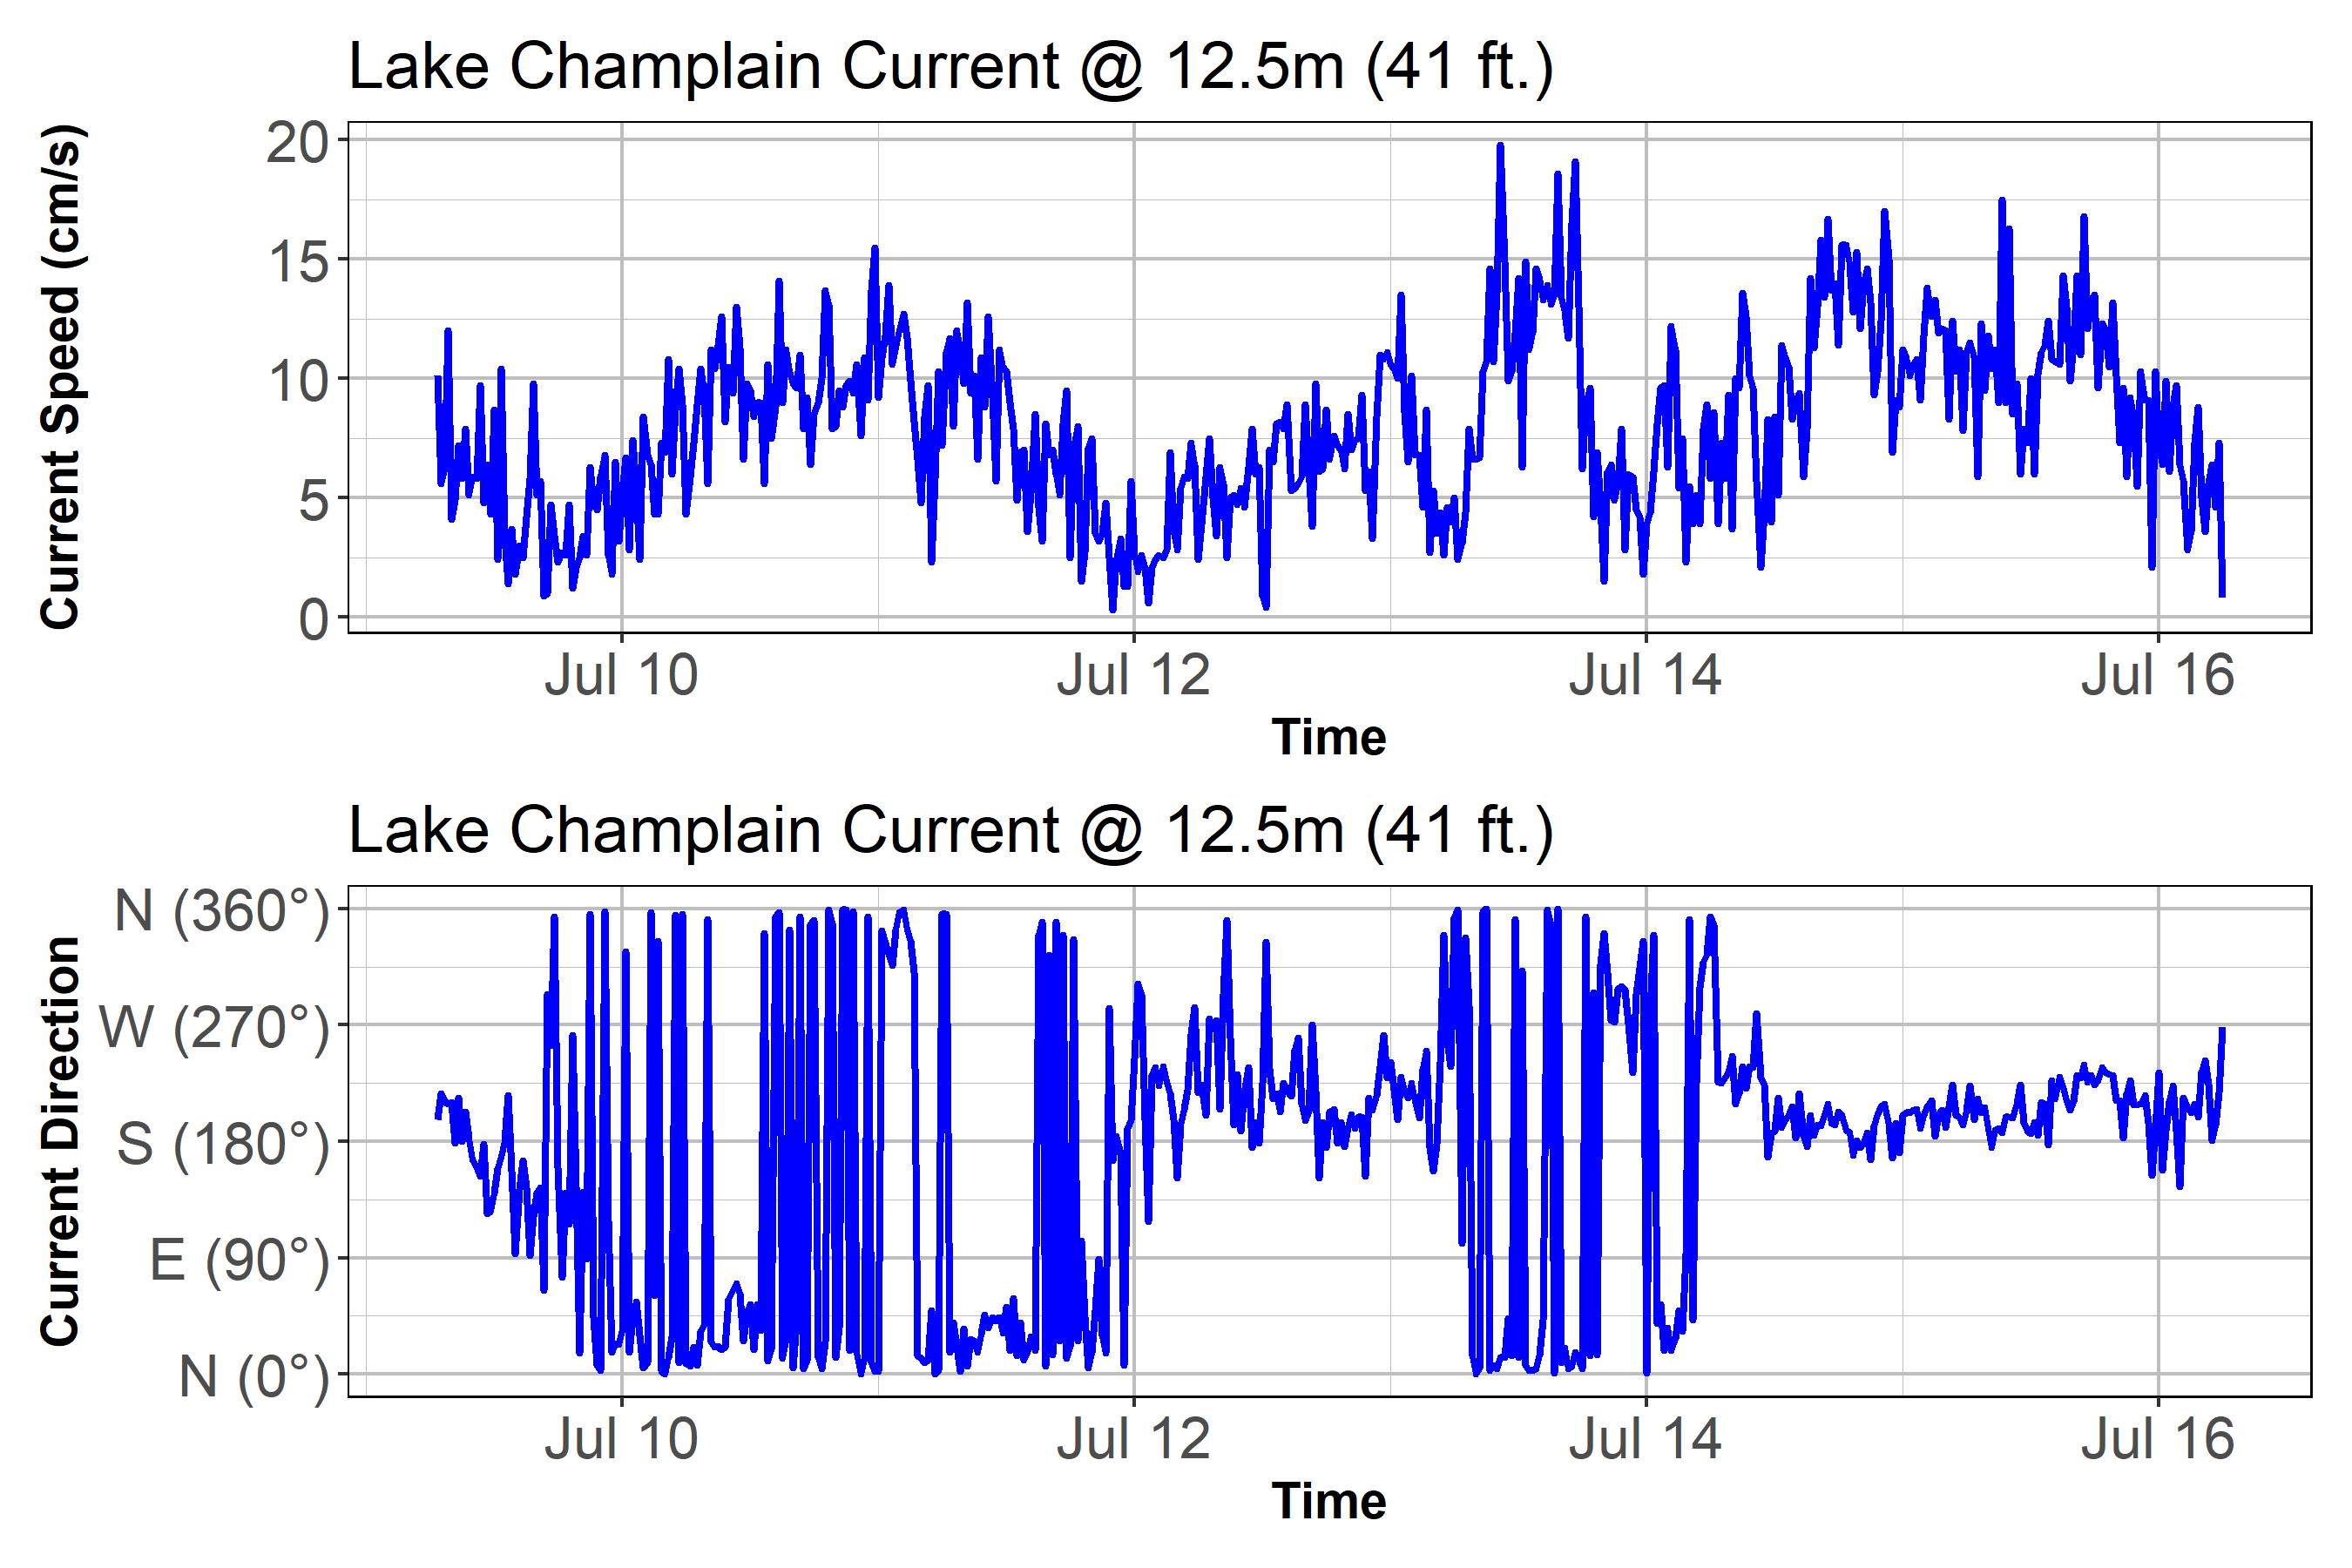 Lake Champlain Current @ 12.5m (41 ft.)
Current Speed (cm/s)
20
15
10
5
0
Jul 10 Jul 12 Jul 14 Jul 16
Time
Lake Champlain Current @ 12.5m (41 ft.)
Current Direction
N (360°)
W (270°)
S (180°)
E (90°)
N (0°)
Jul 10 Jul 12 Jul 14 Jul 16
Time